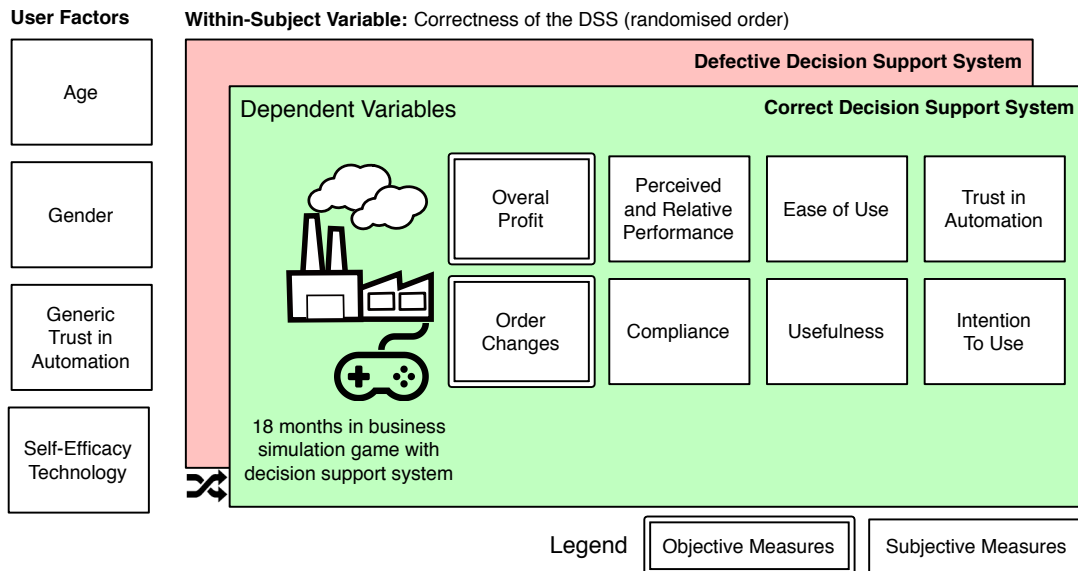 User Factors
Within-Subject Variable: Correctness of the DSS (randomised order)
Age
Gender
Generic
Trust in
Automation
Self-Efficacy
Technology
Defective Decision Support System
Dependent Variables
Correct Decision Support System
Overal
Profit
Perceived
and Relative
Performance
Ease of Use
Trust in
Automation
Order
Changes
Compliance
Usefulness
Intention
To Use
18 months in business
simulation game with
decision support system
Legend
Objective Measures
Subjective Measures